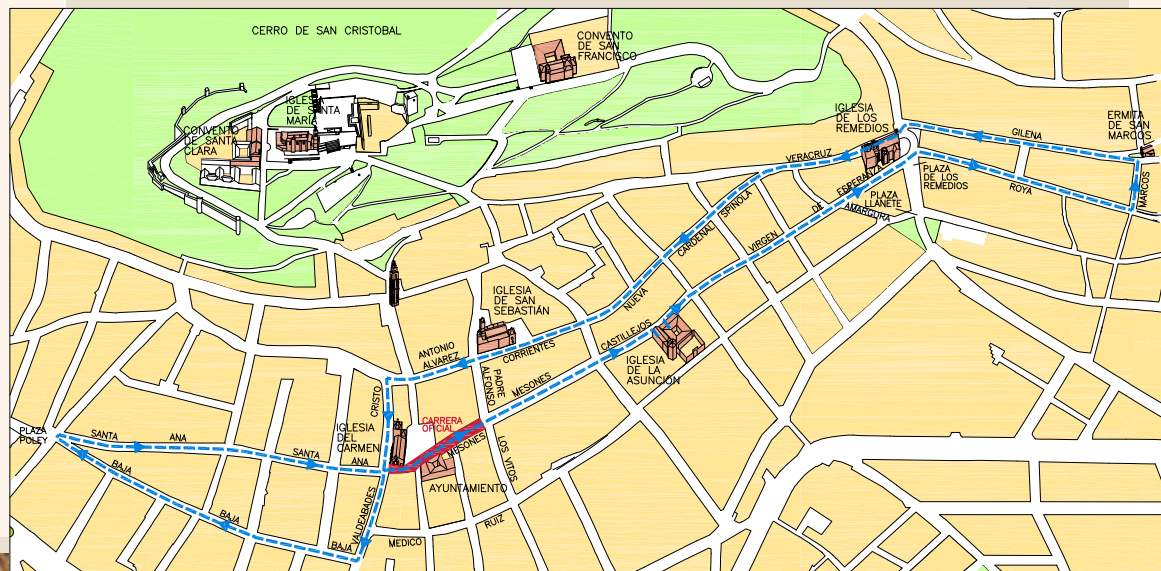 CERRO DE SAN CRISTOBAL
CONVENTO
DE SAN
FRANCISCO
IGLESIA
DE SANTA
MARÍA
CONVENTO
DE SANTA
CLARA
IGLESIA
DE LOS
REMEDIOS
ERMITA
DE SAN
MARCOS
GILENA
VERACRUZ
PLAZA
DE LOS
REMEDIOS
ROYA
MARCOS
PLAZA
LLANETE
AMARGURA
ESPERANZA
DE
VIRGEN
SPINOLA
CARDENAL
NUEVA
IGLESIA
DE SAN
SEBASTIÁN
CASTILLEJOS
IGLESIA
DE LA
ASUNCIÓN
ANTONIO
ALVAREZ
CORRIENTES
PADRE
ALFONSO
MESONES
CRISTO
CARRERA
OFICIAL
MESONES
IGLESIA
DEL
CARMEN
PLAZA
POLEY
SANTA
ANA
SANTA
ANA
LOS VITOS
AYUNTAMIENTO
BAJA
BAJA
BAJA
VALDEABADES
MEDICO
RUIZ